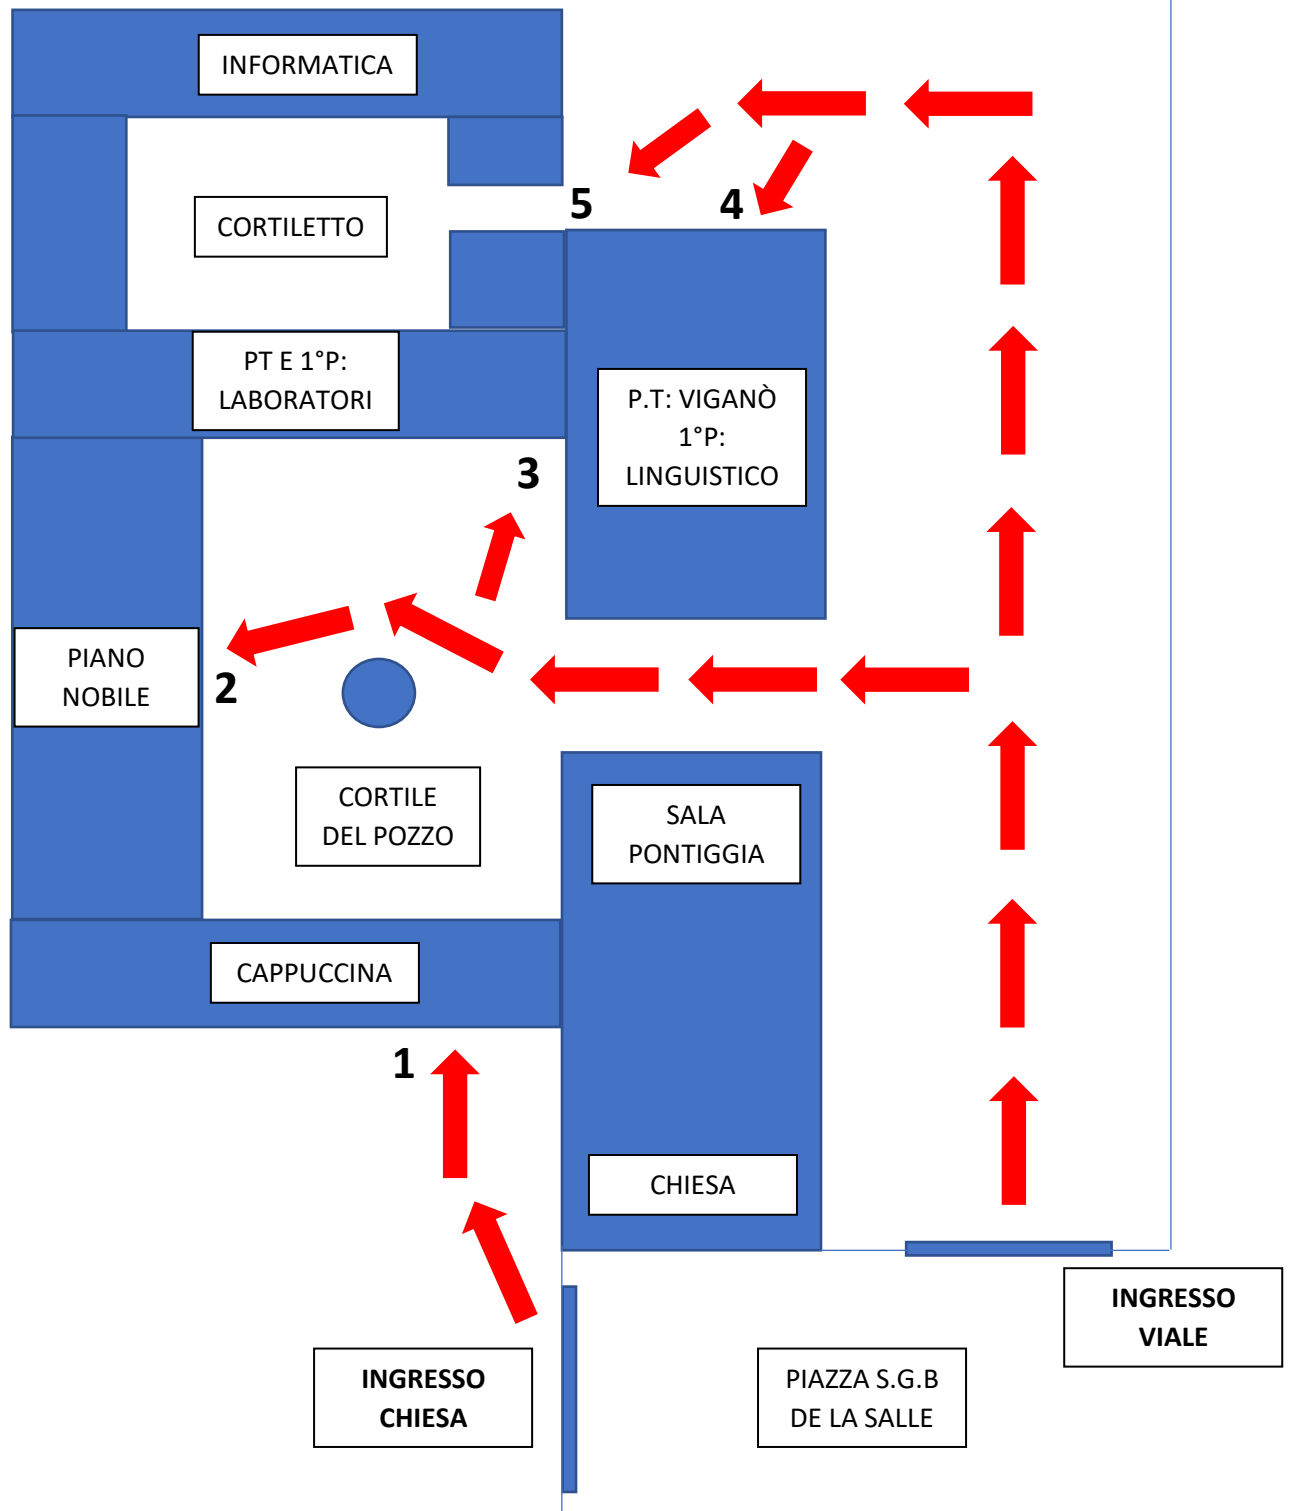 INFORMATICA
CORTILETTO
5
4
PT E 1°P:
LABORATORI
P.T: VIGANÒ
1°P:
LINGUISTICO
3
PIANO
NOBILE
2
CORTILE
DEL POZZO
SALA
PONTIGGIA
CAPPUCCINA
1
CHIESA
INGRESSO
VIALE
INGRESSO
CHIESA
PIAZZA S.G.B
DE LA SALLE